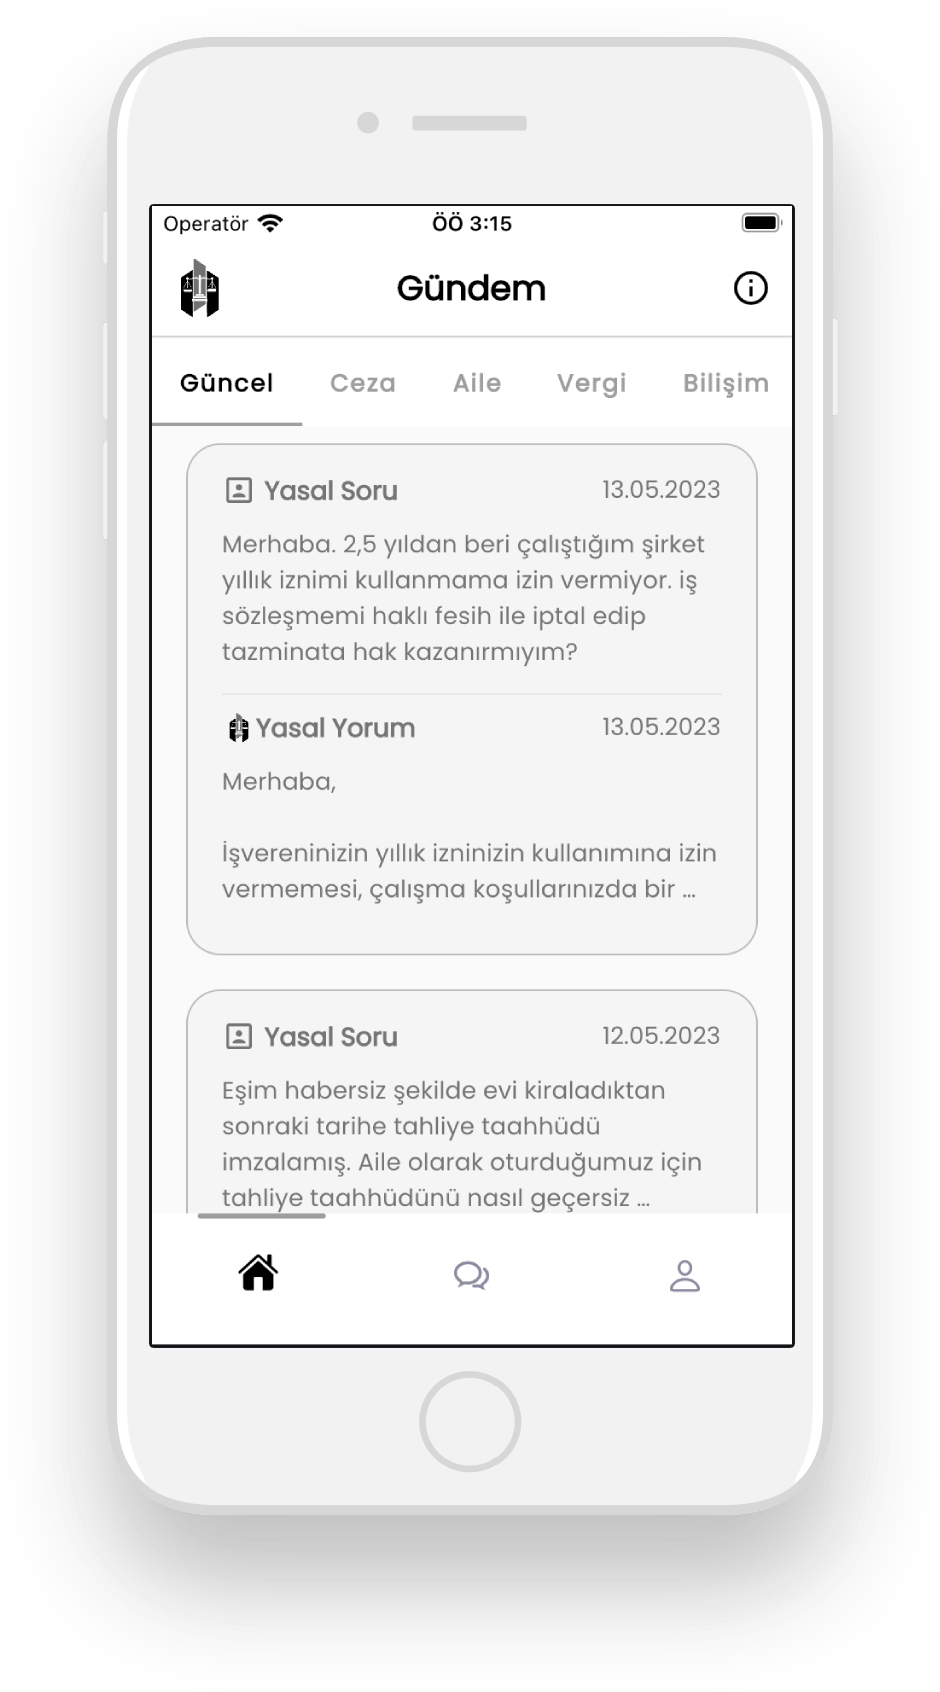 Operatör
ÖÖ 3:15
Gündem
Güncel Ceza Aile Vergi Bilişim
Yasal Soru 13.05.2023
Merhaba. 2,5 yıldan beri çalıştığım şirket
yıllık iznimi kullanmama izin vermiyor. iş
sözleşmemi haklı fesih ile iptal edip
tazminata hak kazanırmıyım?
Yasal Yorum 13.05.2023
Merhaba,
İşvereninizin yıllık izninizin kullanımına izin
vermemesi, çalışma koşullarınızda bir ...
Yasal Soru 12.05.2023
Eşim habersiz şekilde evi kiraladıktan
sonraki tarihe tahliye taahhüdü
imzalamış. Aile olarak oturduğumuz için
tahliye taahhüdünü nasıl geçersiz ...